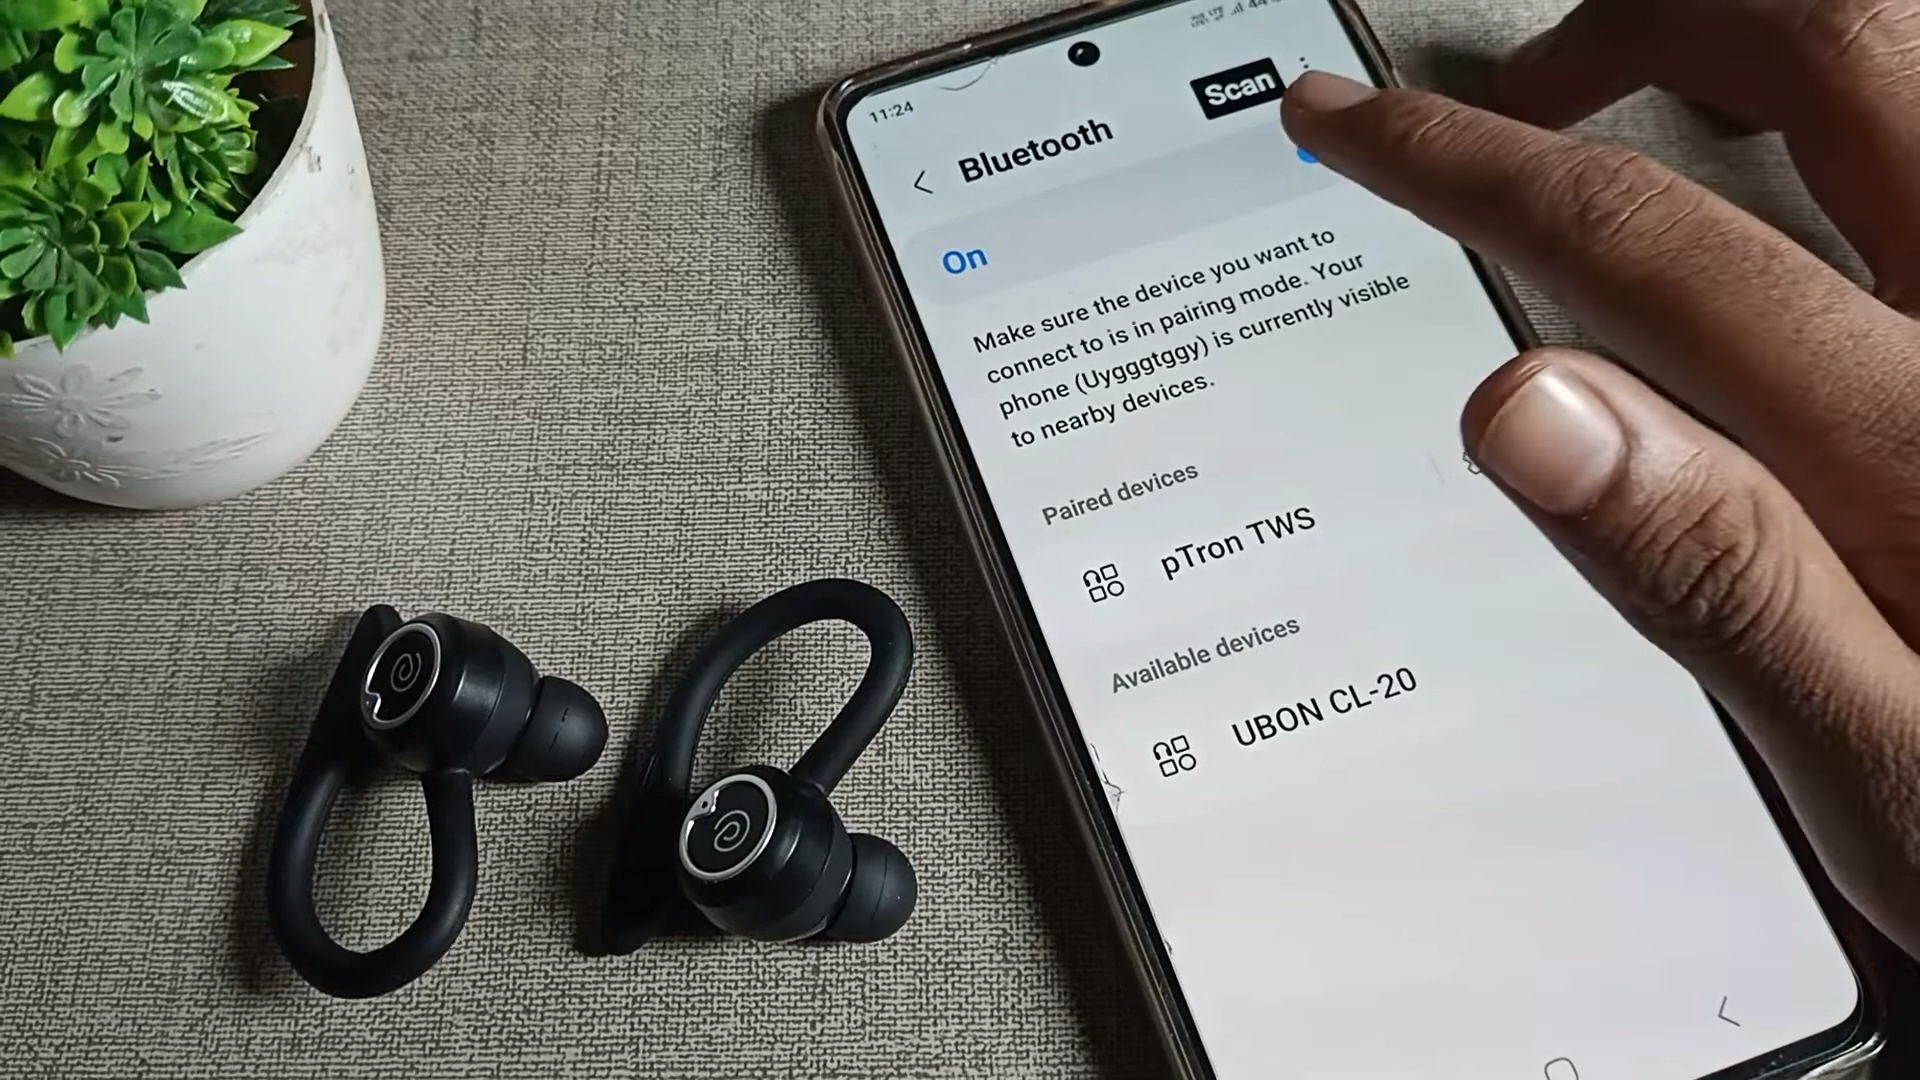 11:24
Scan
Bluetooth
On
Make sure the device you want to
connect to is in pairing mode. Your
phone (Uygggtggy) is currently visible
to nearby devices.
Paired devices
pTron TWS
Available devices
UBON CL-20